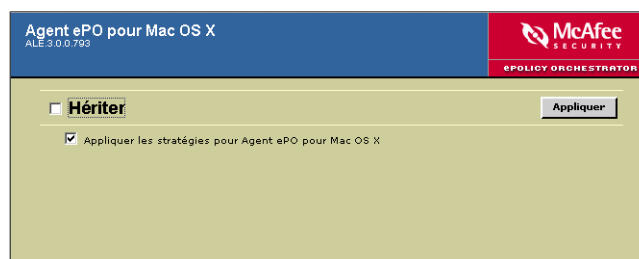 Agent ePO pour Mac OS X
ALE.3.0.0.793
McAfee
SECURITY
ePOLICY ORCHESTRATOR
Hériter
Appliquer
Appliquer les stratégies pour Agent ePO pour Mac OS X